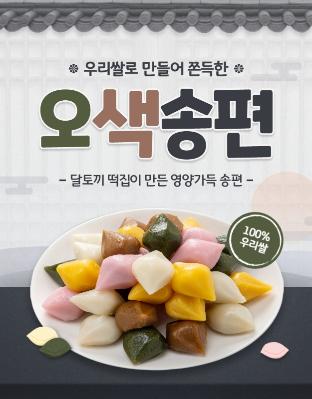 우리쌀로 만들어 쫀득한
오색송편
– 달토끼 떡집이 만든 영양가득 송편 –
100%
우리쌀